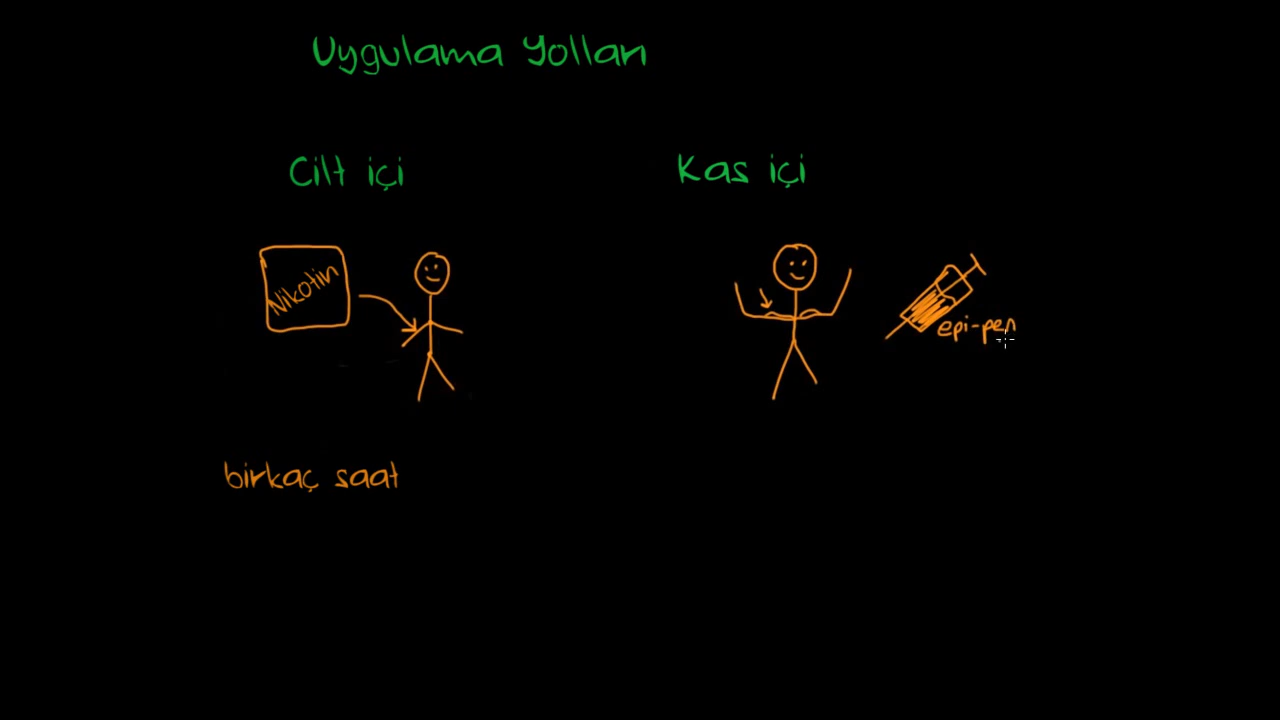 Uygulama Yolları
Cilt içi
Kas içi
Nikotin
epi-pen
birkaç saat